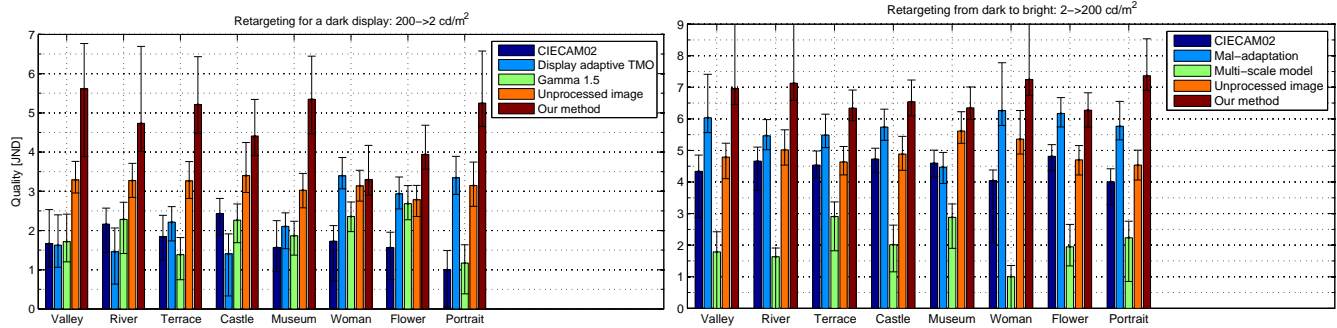 Retargeting for a dark display: 200->2 cd/m²
7
6
5
4
3
2
1
0
Quality [JND]
CIECAM02
Display adaptive TMO
Gamma 1.5
Unprocessed image
Our method
Valley River Terrace Castle Museum Woman Flower Portrait
Retargeting from dark to bright: 2->200 cd/m²
9
8
7
6
5
4
3
2
1
0
CIECAM02
Mal−adaptation
Multi−scale model
Unprocessed image
Our method
Valley River Terrace Castle Museum Woman Flower Portrait